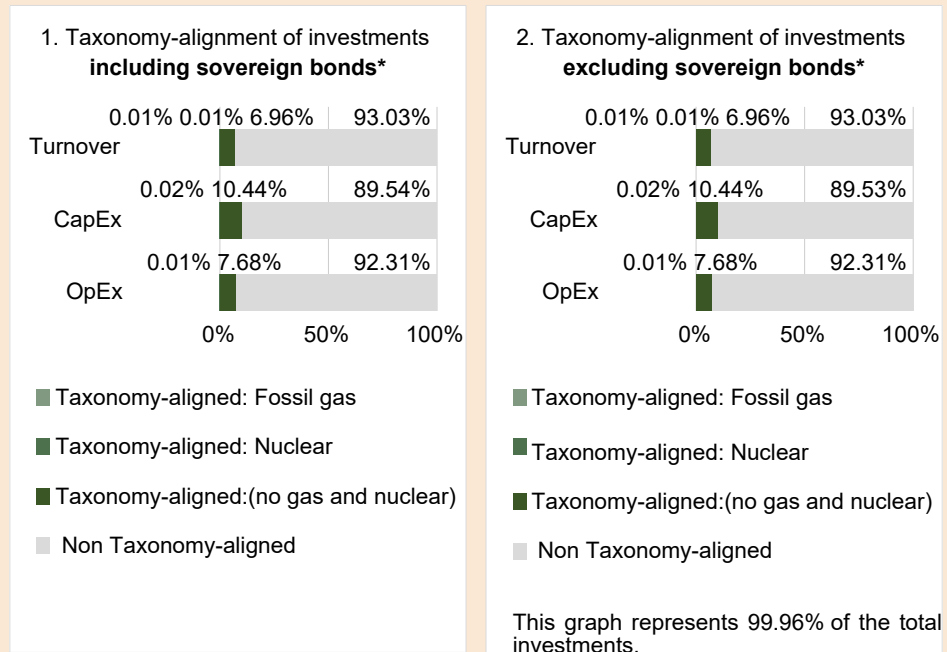 1. Taxonomy-alignment of investments
including sovereign bonds*
0.01% 0.01% 6.96% 93.03%
Turnover
0.02% 10.44% 89.54%
CapEx
0.01% 7.68% 92.31%
OpEx
0% 50% 100%
Taxonomy-aligned: Fossil gas
Taxonomy-aligned: Nuclear
Taxonomy-aligned:(no gas and nuclear)
Non Taxonomy-aligned
2. Taxonomy-alignment of investments
excluding sovereign bonds*
0.01% 0.01% 6.96% 93.03%
Turnover
0.02% 10.44% 89.53%
CapEx
0.01% 7.68% 92.31%
OpEx
0% 50% 100%
Taxonomy-aligned: Fossil gas
Taxonomy-aligned: Nuclear
Taxonomy-aligned:(no gas and nuclear)
Non Taxonomy-aligned
This graph represents 99.96% of the total
investments.